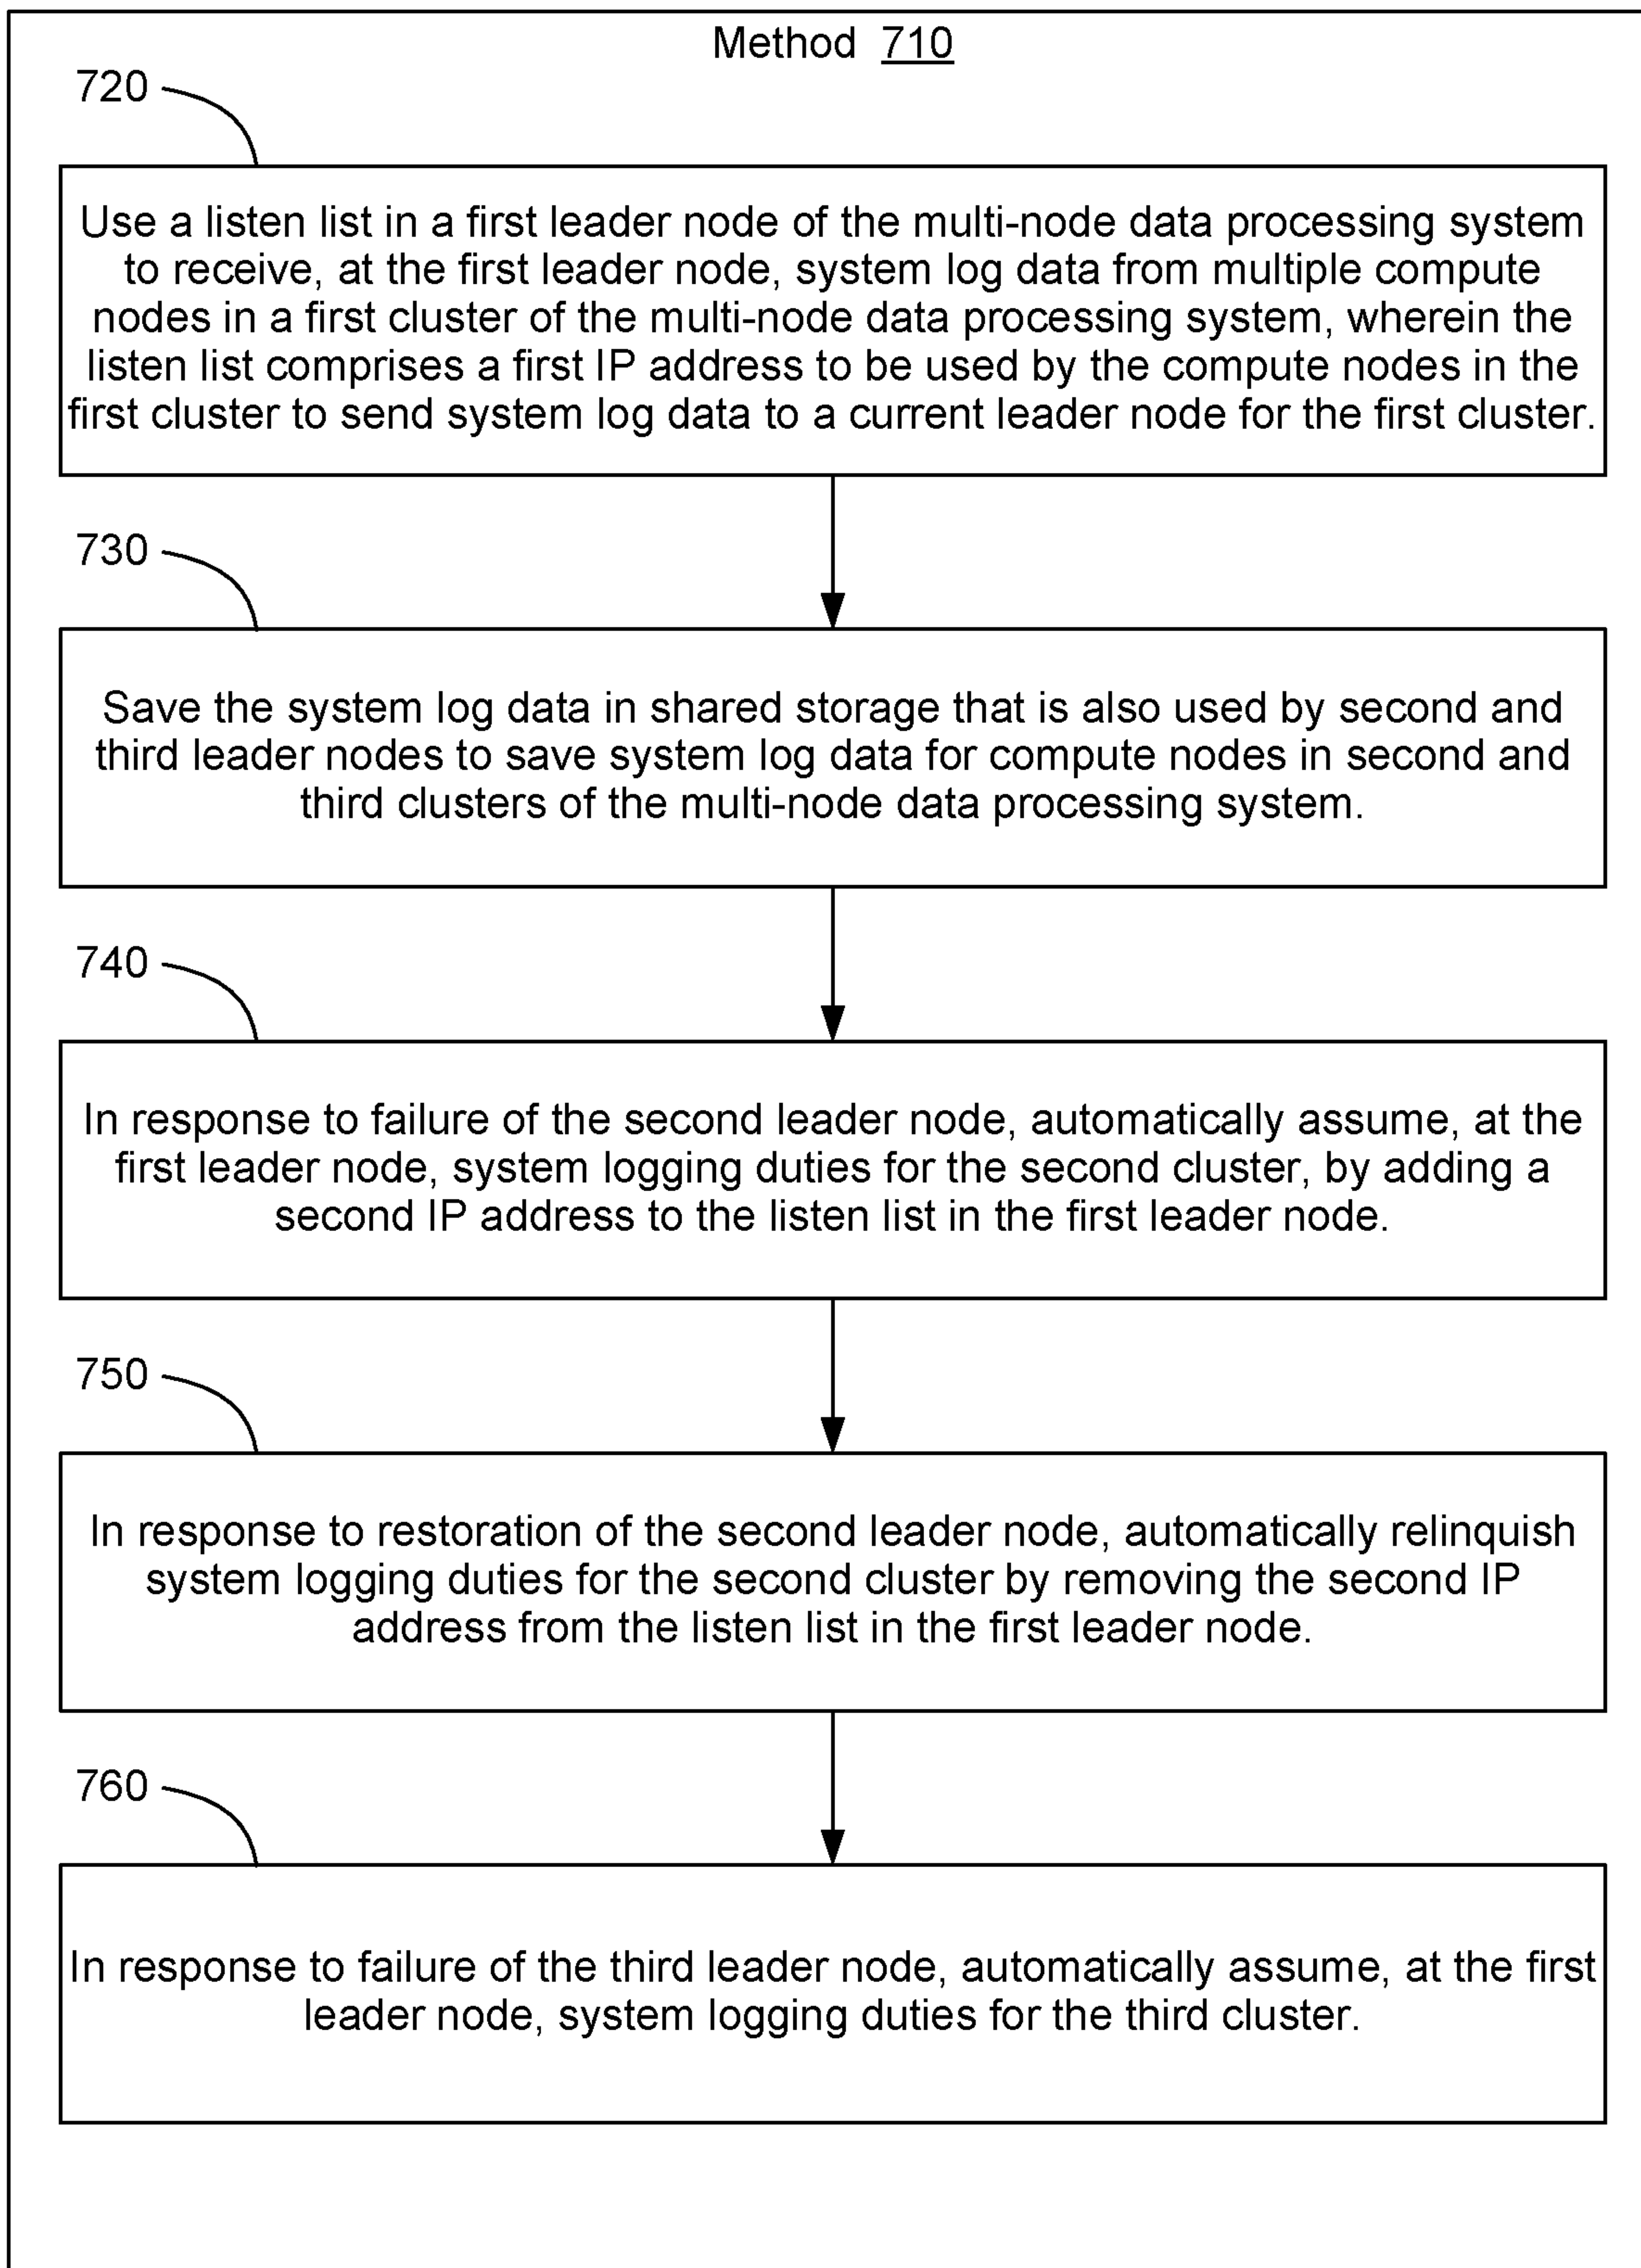 Method 710
720
Use a listen list in a first leader node of the multi-node data processing system
to receive, at the first leader node, system log data from multiple compute
nodes in a first cluster of the multi-node data processing system, wherein the
listen list comprises a first IP address to be used by the compute nodes in the
first cluster to send system log data to a current leader node for the first cluster.
730
Save the system log data in shared storage that is also used by second and
third leader nodes to save system log data for compute nodes in second and
third clusters of the multi-node data processing system.
740
In response to failure of the second leader node, automatically assume, at the
first leader node, system logging duties for the second cluster, by adding a
second IP address to the listen list in the first leader node.
750
In response to restoration of the second leader node, automatically relinquish
system logging duties for the second cluster by removing the second IP
address from the listen list in the first leader node.
760
In response to failure of the third leader node, automatically assume, at the first
leader node, system logging duties for the third cluster.